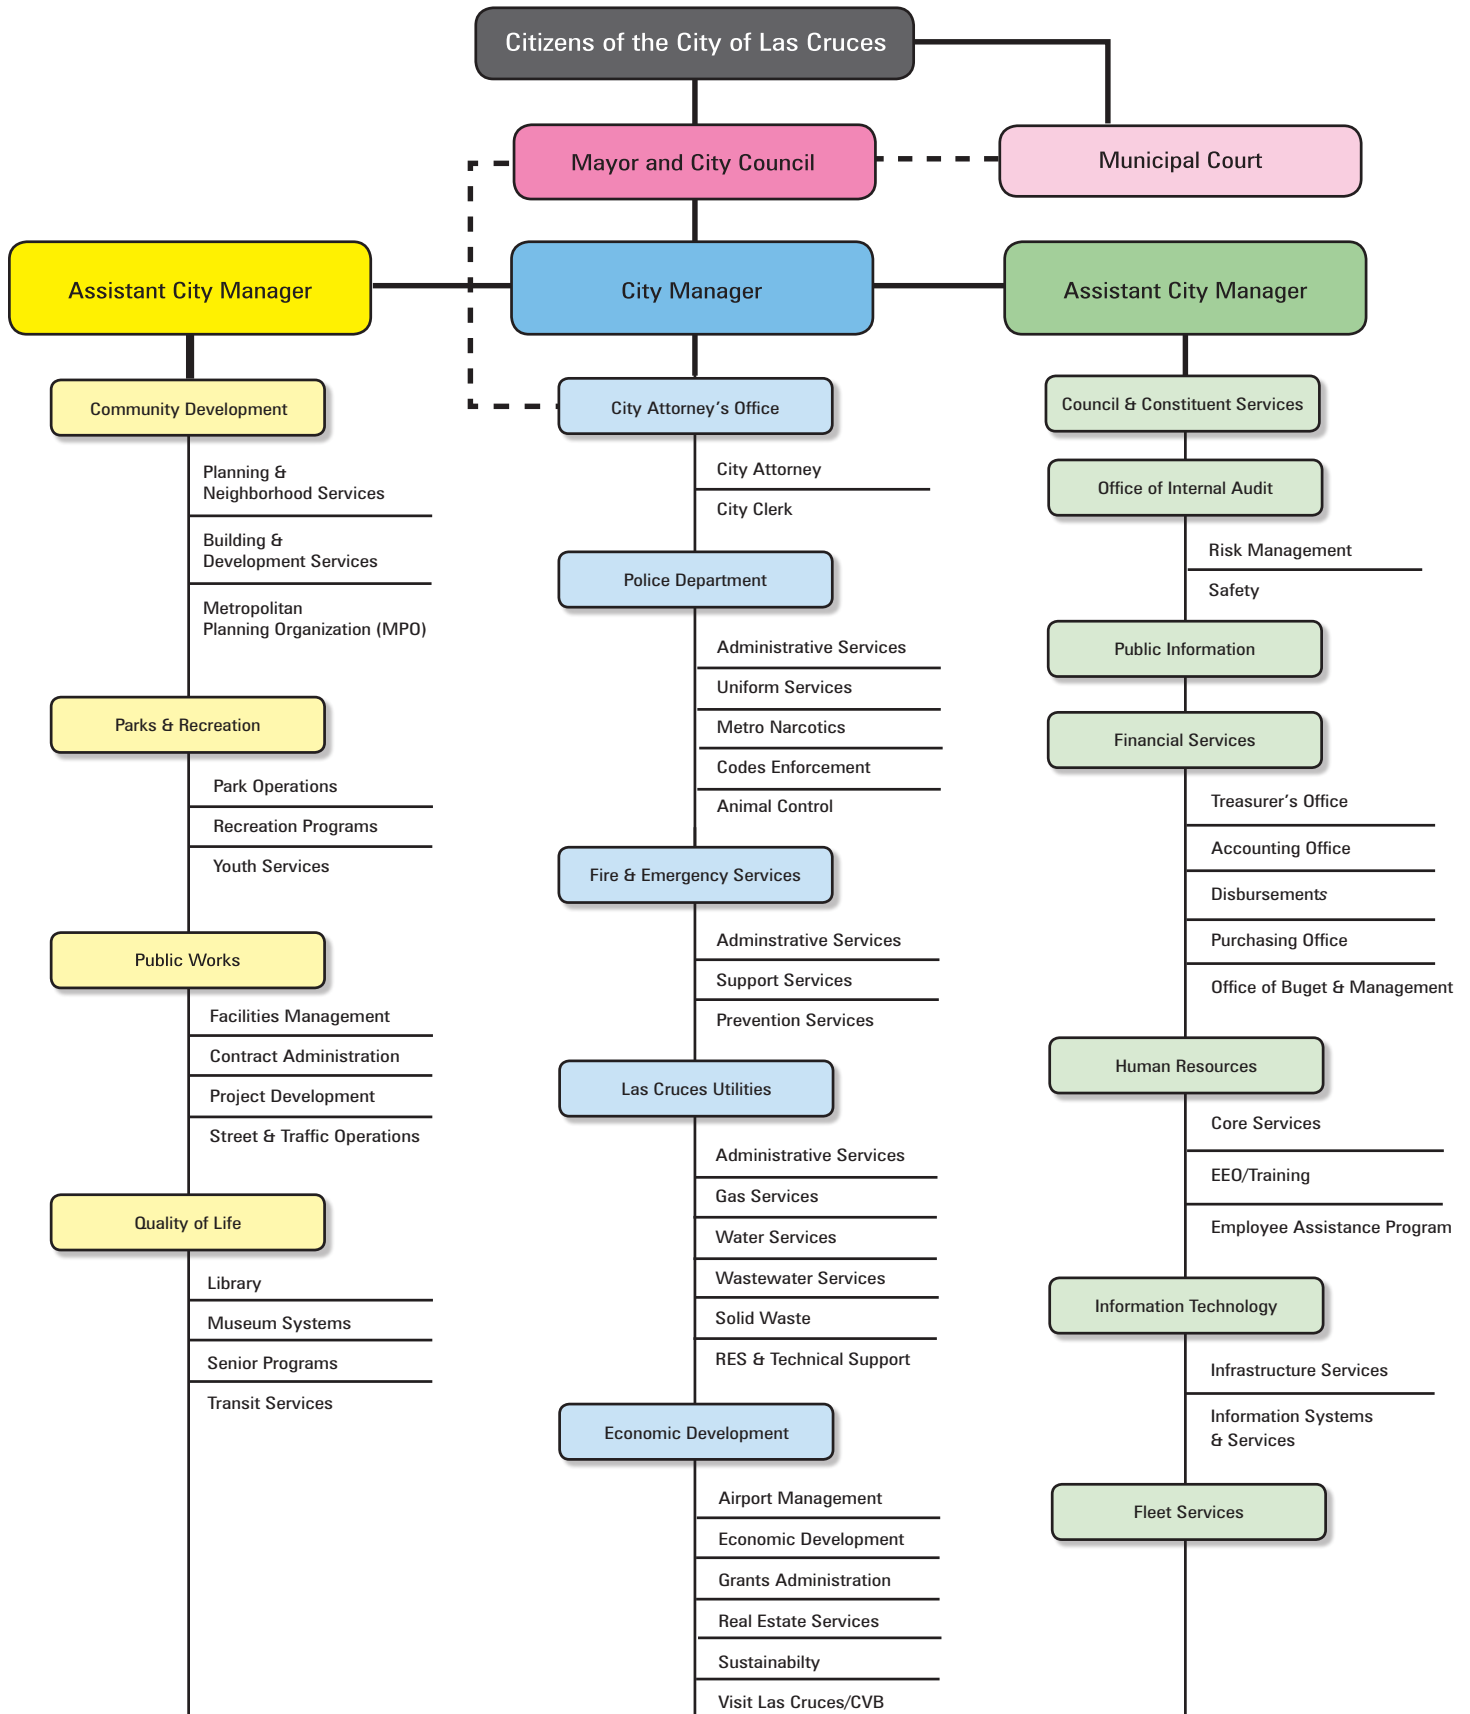 Citizens of the City of Las Cruces
Mayor and City Council
Municipal Court
Assistant City Manager
City Manager
Assistant City Manager
Community Development
Planning &
Neighborhood Services
Building &
Development Services
Metropolitan
Planning Organization (MPO)
Parks & Recreation
Park Operations
Recreation Programs
Youth Services
Public Works
Facilities Management
Contract Administration
Project Development
Street & Traffic Operations
Quality of Life
Library
Museum Systems
Senior Programs
Transit Services
City Attorney's Office
City Attorney
City Clerk
Police Department
Administrative Services
Uniform Services
Metro Narcotics
Codes Enforcement
Animal Control
Fire & Emergency Services
Adminstrative Services
Support Services
Prevention Services
Las Cruces Utilities
Administrative Services
Gas Services
Water Services
Wastewater Services
Solid Waste
RES & Technical Support
Economic Development
Airport Management
Economic Development
Grants Administration
Real Estate Services
Sustainabilty
Visit Las Cruces/CVB
Council & Constituent Services
Office of Internal Audit
Risk Management
Safety
Public Information
Financial Services
Treasurer's Office
Accounting Office
Disbursements
Purchasing Office
Office of Buget & Management
Human Resources
Core Services
EEO/Training
Employee Assistance Program
Information Technology
Infrastructure Services
Information Systems
& Services
Fleet Services